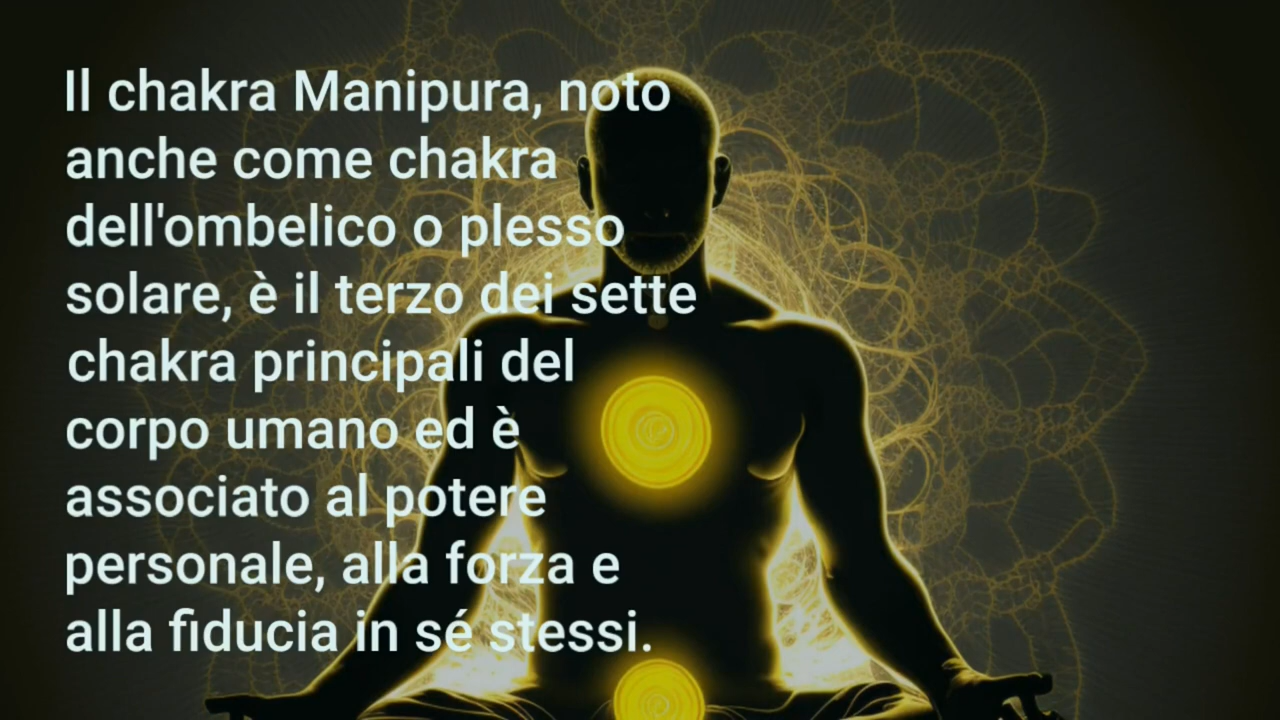 Il chakra Manipura, noto
anche come chakra
dell'ombelico o plesso
solare, è il terzo dei sette
chakra principali del
corpo umano ed è
associato al potere
personale, alla forza e
alla fiducia in sé stessi.